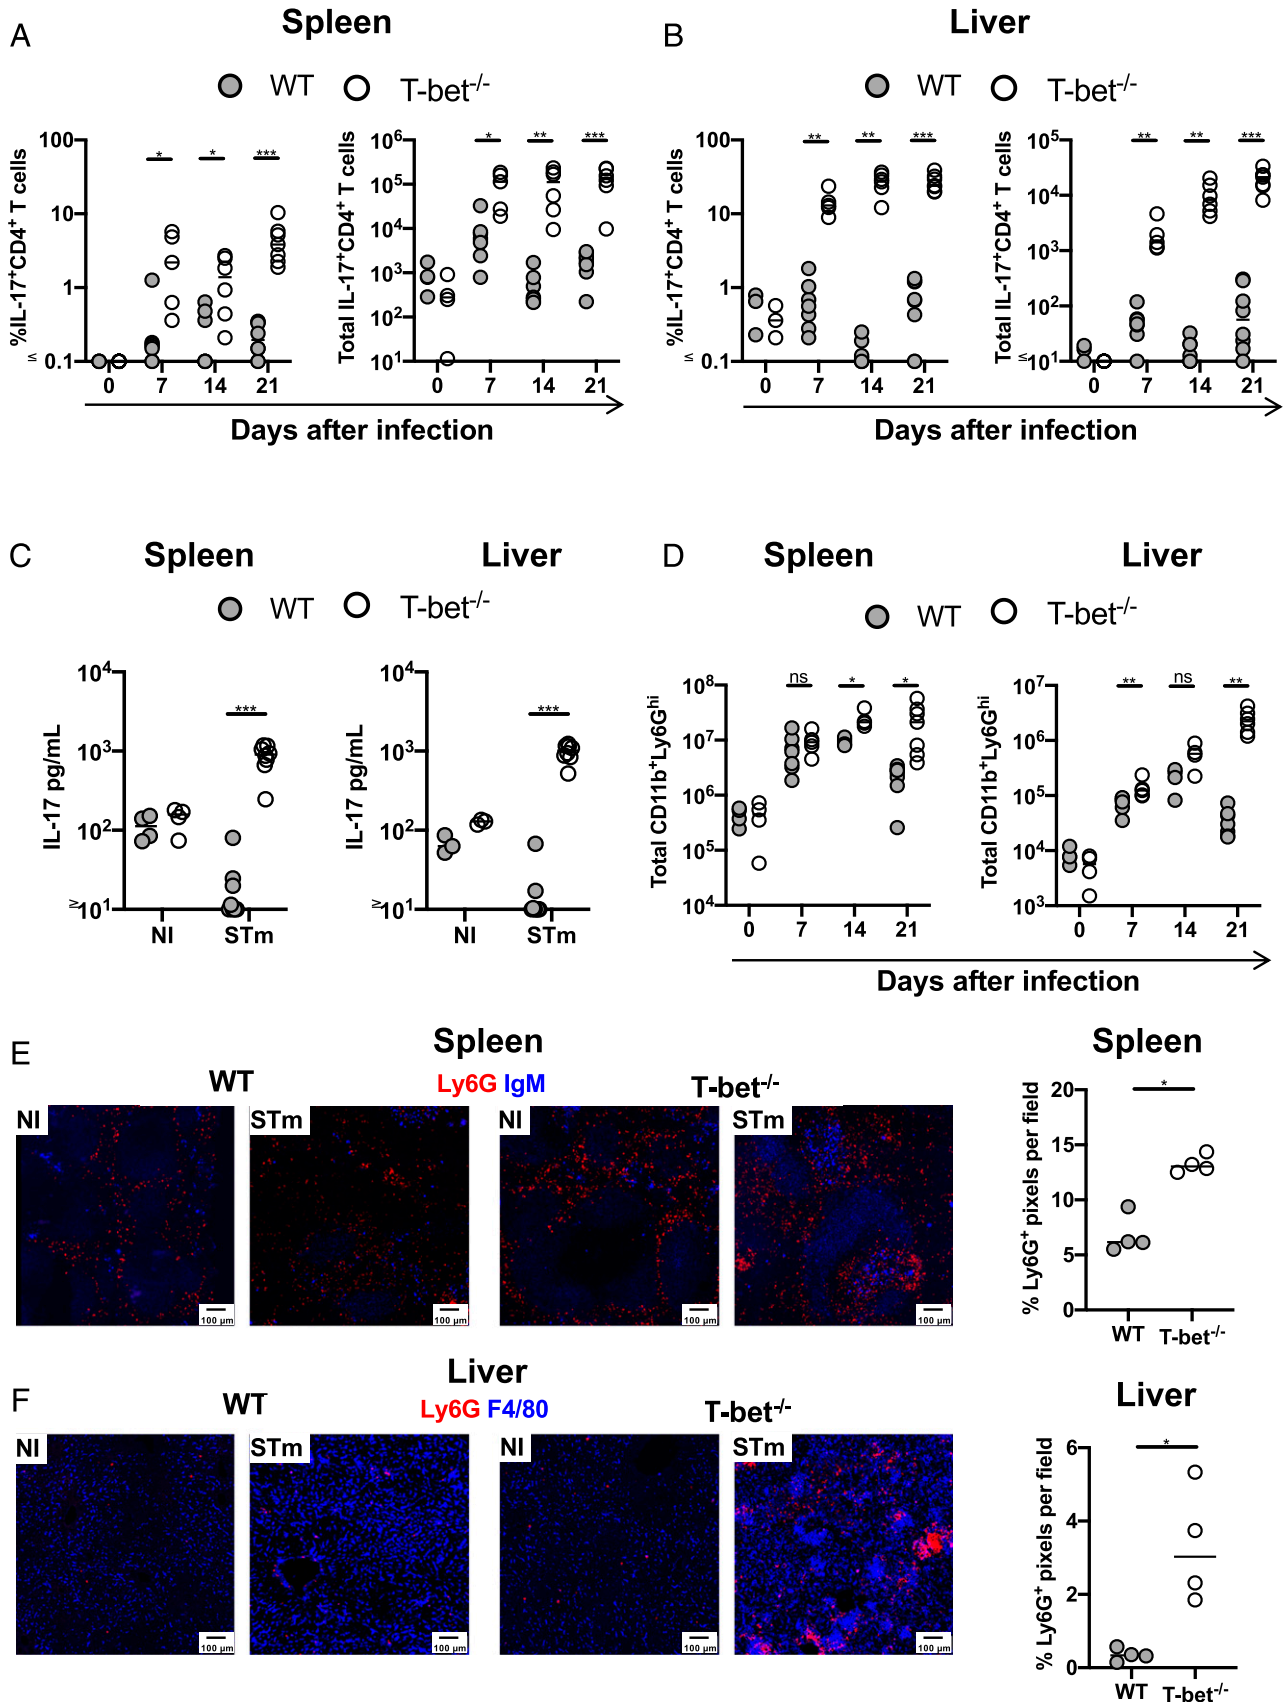 A
Spleen
WT T-bet-/-
%IL-17+CD4+ T cells
100
10
1
≤ 0.1
0 7 14 21
* * ***
Total IL-17+CD4+ T cells
10^6
10^5
10^4
10^3
10^2
10^1
0 7 14 21
* ** ***
Days after infection
B
Liver
WT T-bet-/-
%IL-17+CD4+ T cells
100
10
1
≤ 0.1
0 7 14 21
** ** ***
Total IL-17+CD4+ T cells
10^5
10^4
10^3
10^2
≤10^1
0 7 14 21
** ** ***
Days after infection
C
Spleen Liver
WT T-bet-/-
IL-17 pg/mL
10^4
10^3
10^2
≥ 10^1
NI STm
***
IL-17 pg/mL
10^4
10^3
10^2
≥ 10^1
NI STm
***
D
Spleen Liver
WT T-bet-/-
Total CD11b+Ly6Ghi
10^8
10^7
10^6
10^5
10^4
0 7 14 21
ns * *
Total CD11b+Ly6Ghi
10^7
10^6
10^5
10^4
10^3
0 7 14 21
** ns **
Days after infection
E
Spleen
WT Ly6G IgM T-bet-/-
NI STm NI STm
100 µm 100 µm 100 µm 100 µm
Spleen
% Ly6G+ pixels per field
20
15
10
5
0
*
WT T-bet-/-
F
Liver
WT Ly6G F4/80 T-bet-/-
NI STm NI STm
100 µm 100 µm 100 µm 100 µm
Liver
% Ly6G+ pixels per field
6
4
2
0
*
WT T-bet-/-